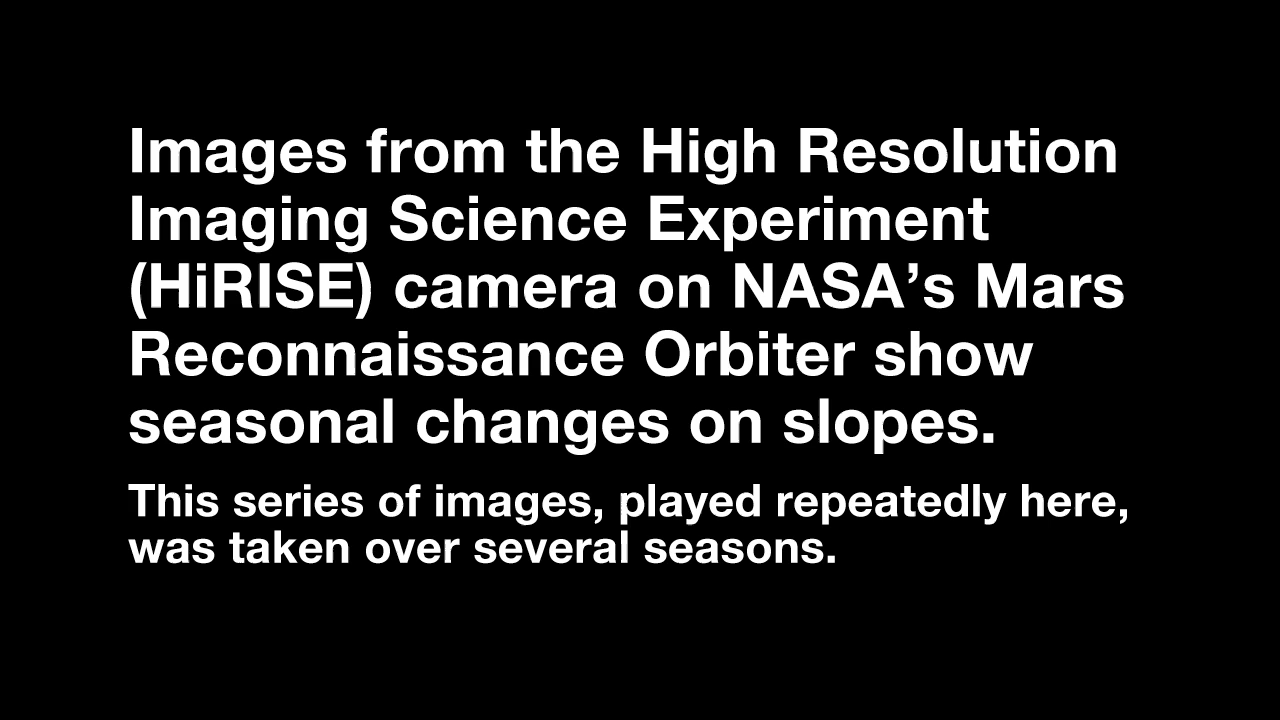 Images from the High Resolution
Imaging Science Experiment
(HiRISE) camera on NASA’s Mars
Reconnaissance Orbiter show
seasonal changes on slopes.
This series of images, played repeatedly here,
was taken over several seasons.